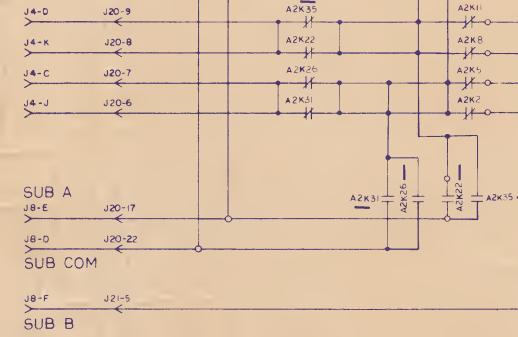 A2K35 A2K11
J4-D J20-9
A2K22 A2K8
J4-K J20-8
A2K26 A2K5
J4-C J20-7
A2K31 A2K2
J4-J J20-6
SUB A
A2K31 A2K26 A2K22 A2K35
J8-E J20-17
J8-D J20-22
SUB COM
J8-F J21-5
SUB B